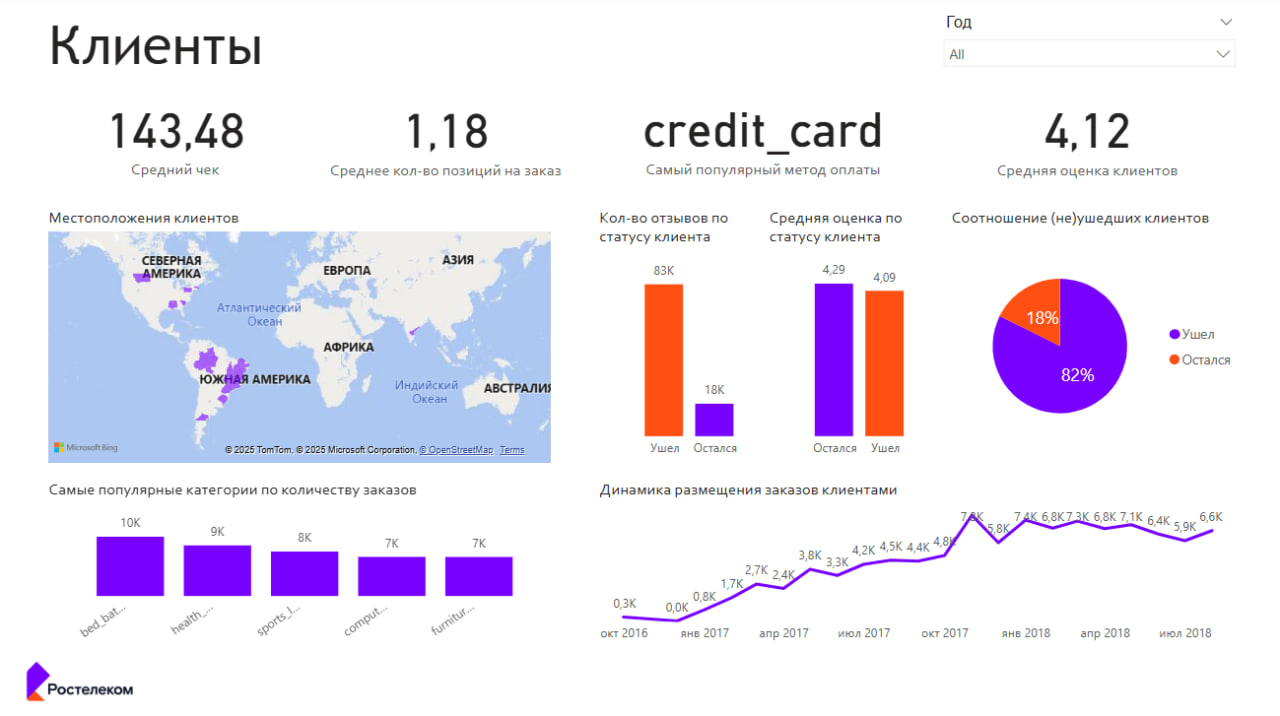 Клиенты
Год
All
143,48
Средний чек
1,18
Среднее кол-во позиций на заказ
credit_card
Самый популярный метод оплаты
4,12
Средняя оценка клиентов
Местоположения клиентов
СЕВЕРНАЯ
АМЕРИКА
ЕВРОПА
АЗИЯ
Атлантический
Океан
АФРИКА
ЮЖНАЯ АМЕРИКА
Индийский
Океан
АВСТРАЛИЯ
Microsoft Bing
© 2025 TomTom, © 2025 Microsoft Corporation, © OpenStreetMap Terms
Кол-во отзывов по
статусу клиента
83K
18K
Ушел Остался
Средняя оценка по
статусу клиента
4,29
4,09
Остался Ушел
Соотношение (не)ушедших клиентов
18%
82%
Ушел
Остался
Самые популярные категории по количеству заказов
10K 9K 8K 7K 7K
bed_bat... health_... sports_l... comput... furnitur...
Динамика размещения заказов клиентами
0,3K 0,0K 0,8K 1,7K 2,7K 2,4K 3,8K 3,3K 4,2K 4,5K 4,4K 4,8K 5,8K 7,4K 6,8K 7,3K 6,8K 7,1K 6,4K 5,9K 6,6K
окт 2016 янв 2017 апр 2017 июл 2017 окт 2017 янв 2018 апр 2018 июл 2018
Ростелеком